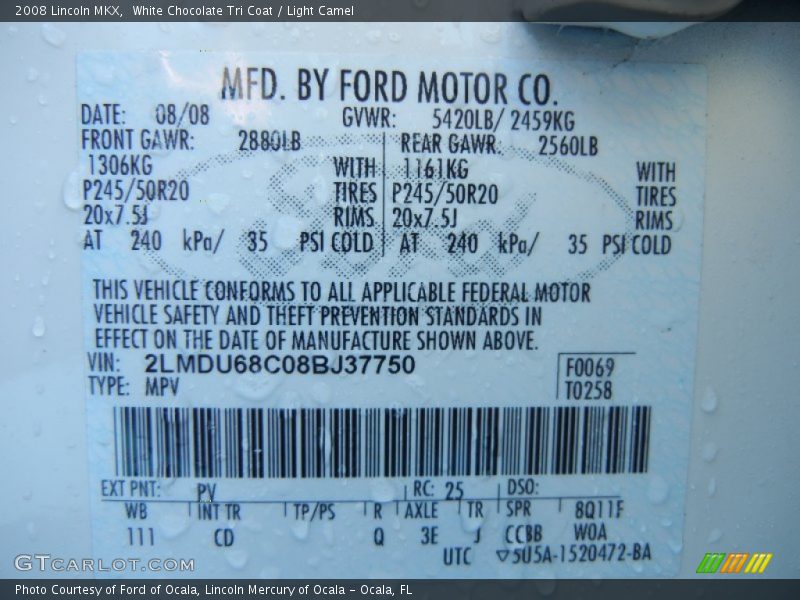 2008 Lincoln MKX, White Chocolate Tri Coat / Light Camel
MFD. BY FORD MOTOR CO.
DATE: 08/08 GVWR: 5420LB/ 2459KG
FRONT GAWR: 2880LB REAR GAWR: 2560LB
1306KG WITH 1161KG WITH
P245/50R20 TIRES P245/50R20 TIRES
20x7.5J RIMS 20x7.5J RIMS
AT 240 kPa/ 35 PSI COLD AT 240 kPa/ 35 PSI COLD
THIS VEHICLE CONFORMS TO ALL APPLICABLE FEDERAL MOTOR
VEHICLE SAFETY AND THEFT PREVENTION STANDARDS IN
EFFECT ON THE DATE OF MANUFACTURE SHOWN ABOVE.
VIN: 2LMDU68C08BJ37750 F0069
TYPE: MPV T0258
EXT PNT: PV RC: 25 DSO:
WB INT TR TP/PS R AXLE TR SPR 8Q11F
111 CD Q 3E J CCBB WOA
UTC ▽5U5A-1520472-BA
GTCARLOT.COM
Photo Courtesy of Ford of Ocala, Lincoln Mercury of Ocala - Ocala, FL